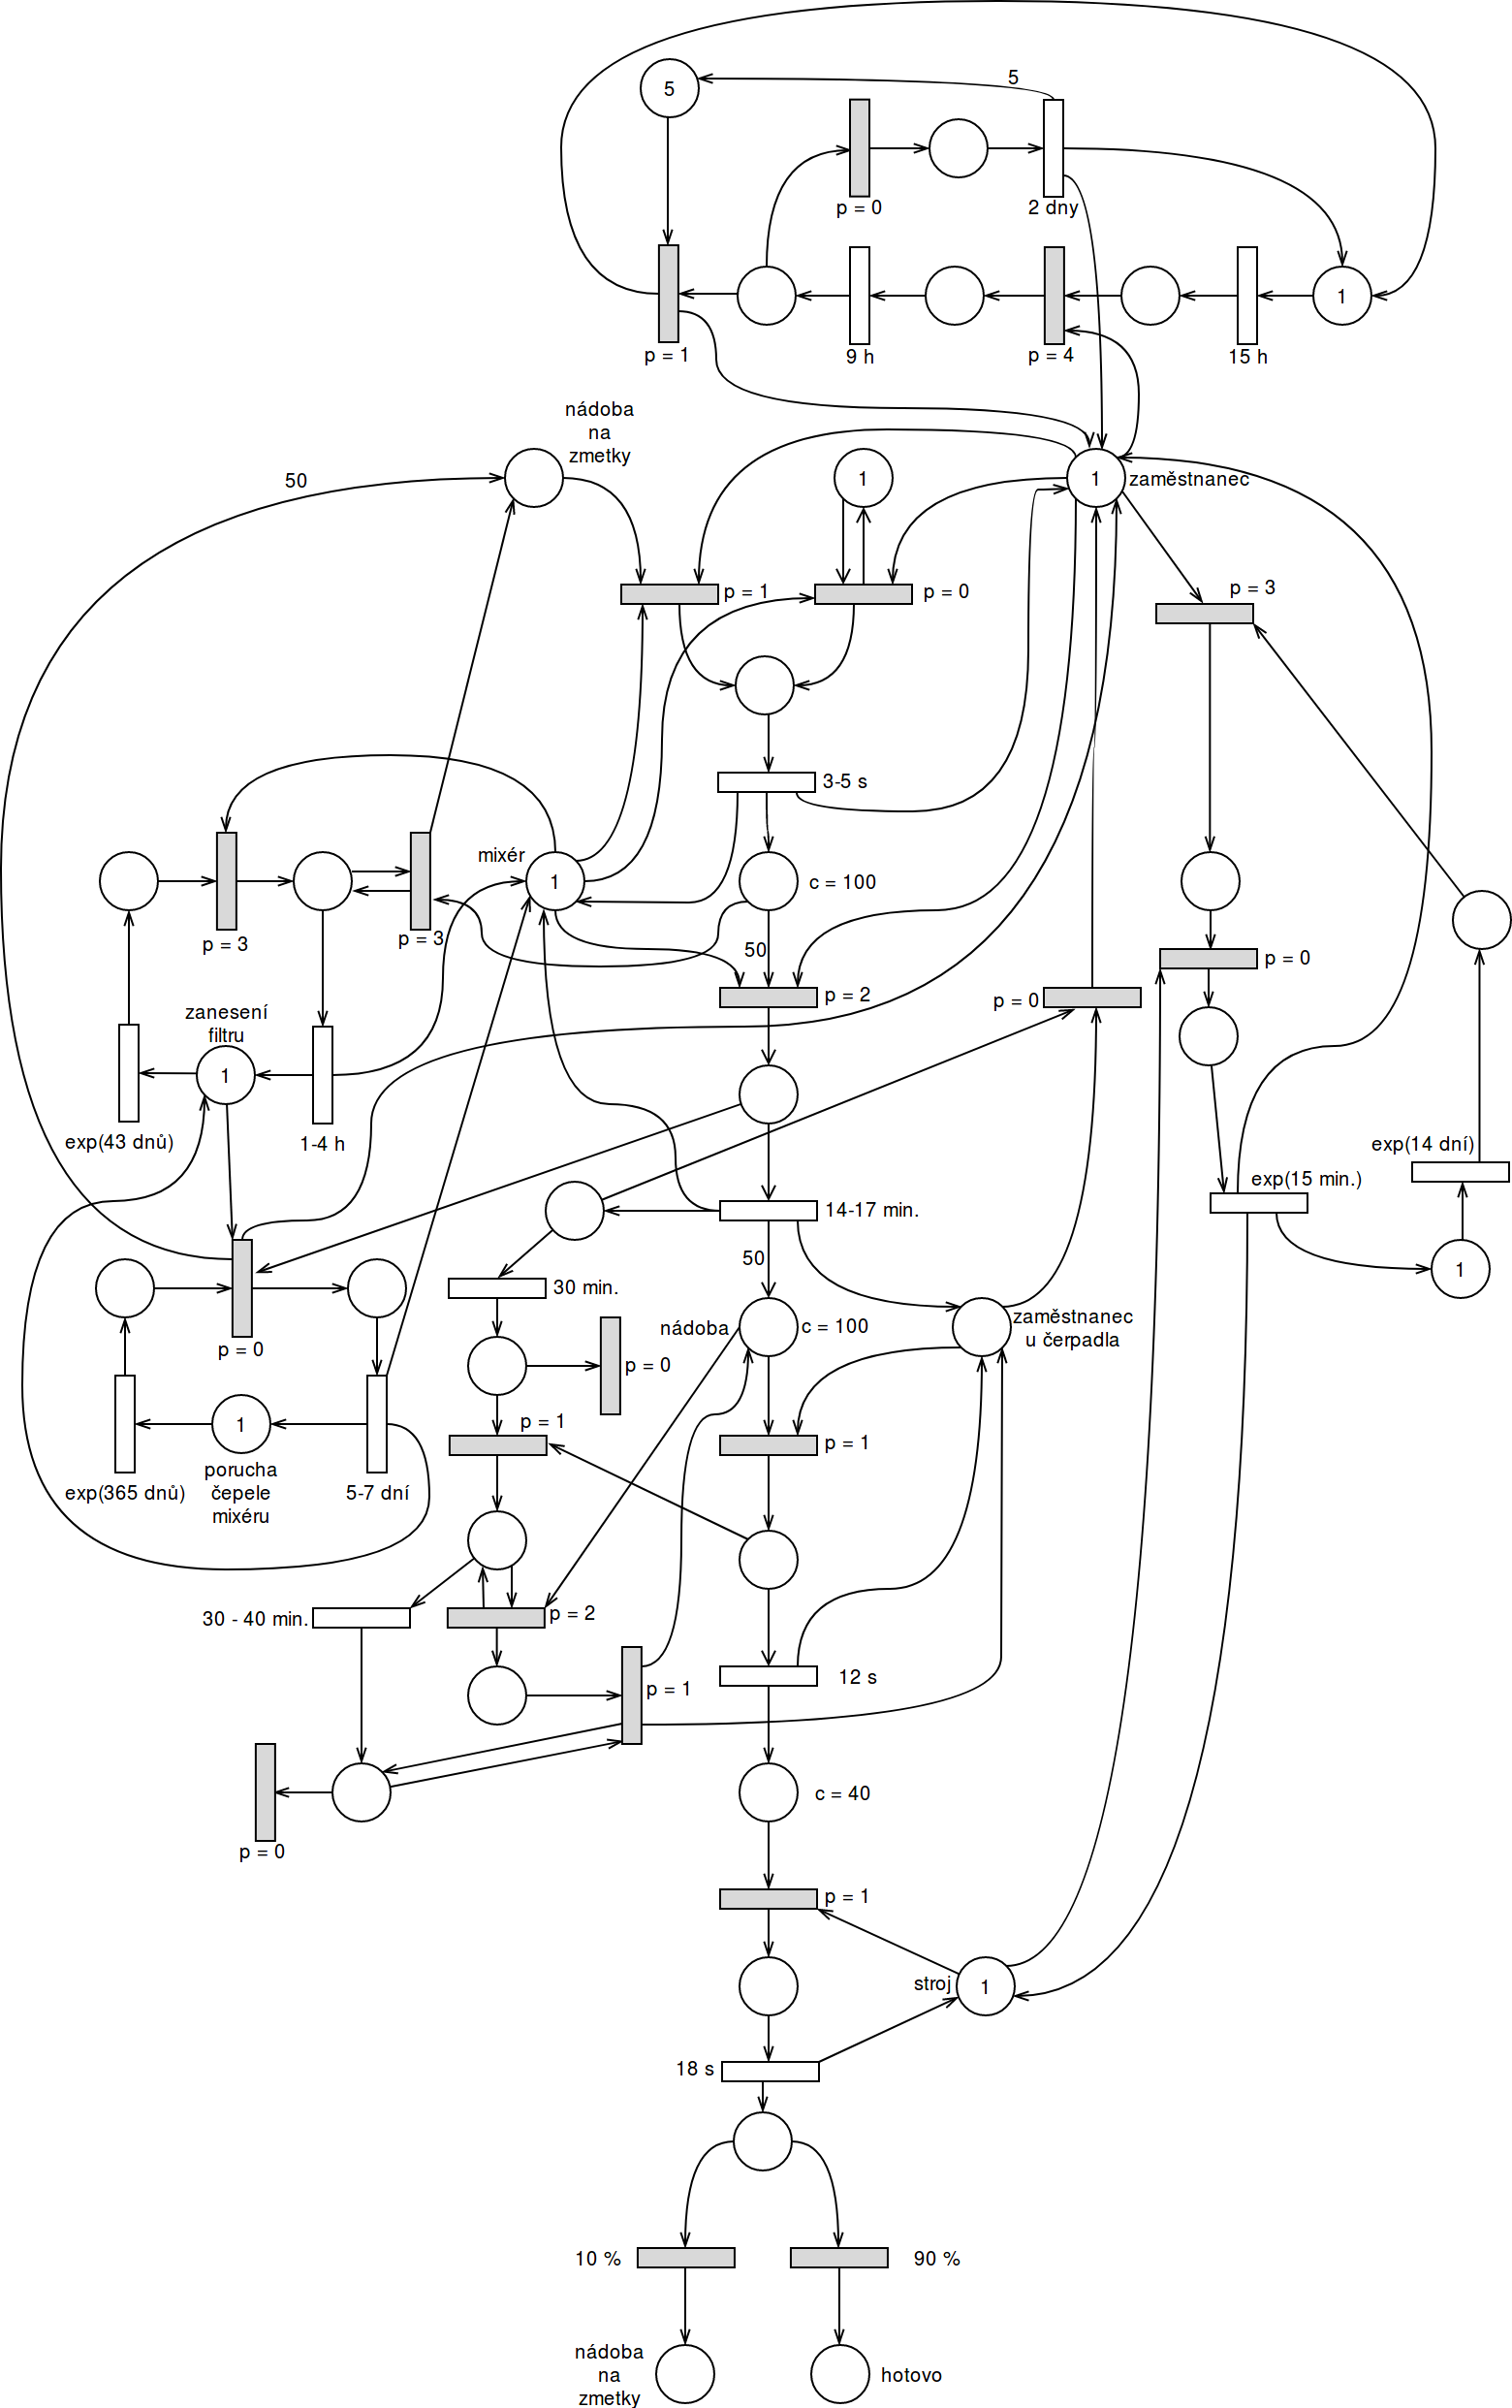 5
5
p = 0
2 dny
1
p = 1
9 h
p = 4
15 h
nádoba
na
zmetky
50
1
1
zaměstnanec
p = 1
p = 0
p = 3
3-5 s
mixér
1
c = 100
p = 3
p = 3
50
p = 2
p = 0
p = 0
zanesení
filtru
1
exp(43 dnů)
1-4 h
exp(14 dní)
exp(15 min.)
14-17 min.
50
1
30 min.
nádoba
c = 100
zaměstnanec
u čerpadla
p = 0
p = 0
1
p = 1
p = 1
porucha
čepele
mixéru
exp(365 dnů)
5-7 dní
30 - 40 min.
p = 2
12 s
p = 1
c = 40
p = 0
p = 1
stroj
1
18 s
10 %
90 %
nádoba
na
zmetky
hotovo